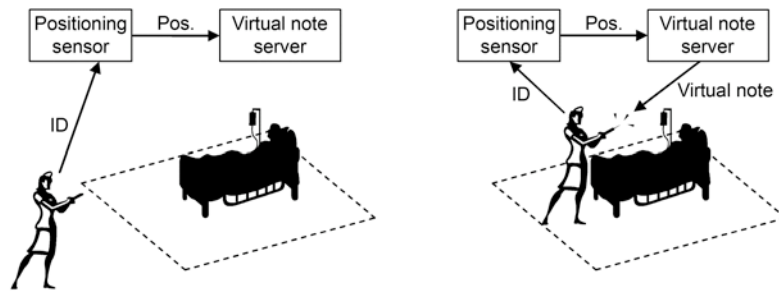 Positioning
sensor
Pos.
Virtual note
server
ID
Positioning
sensor
Pos.
Virtual note
server
ID
Virtual note